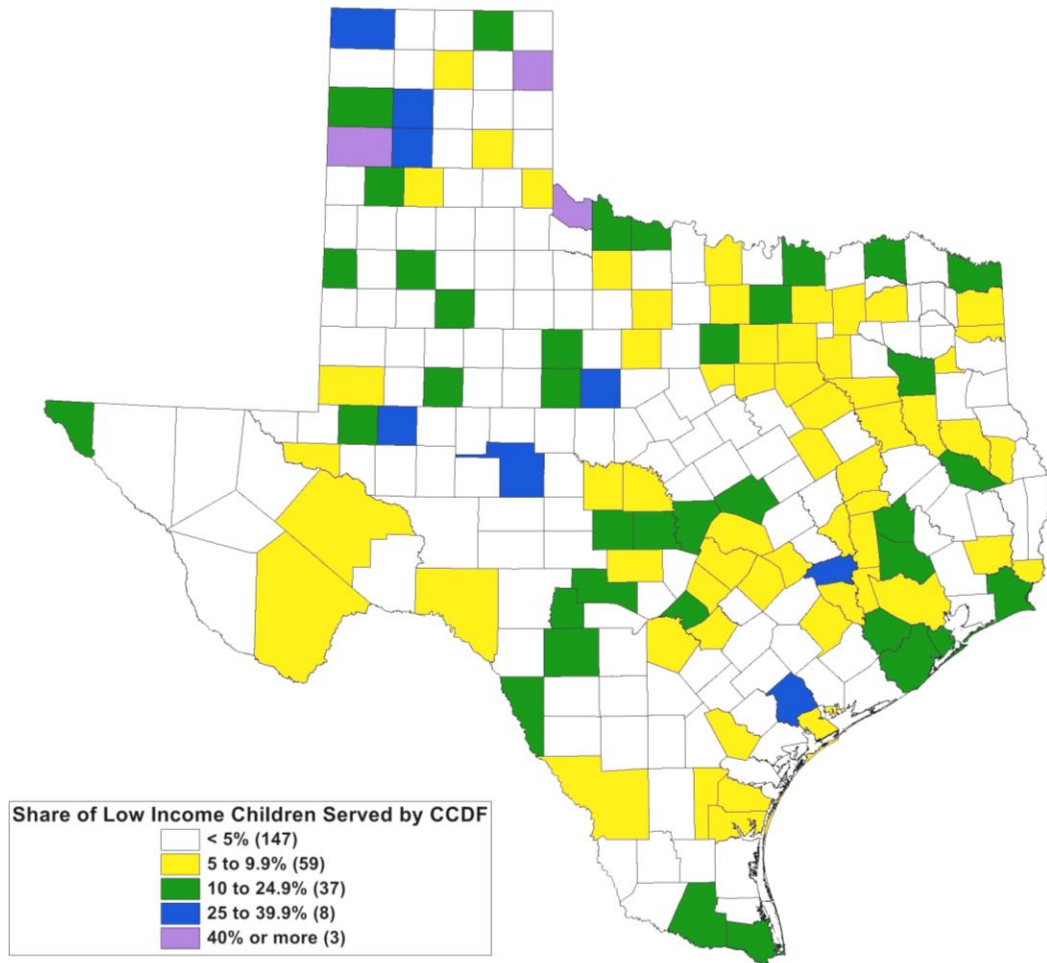 Share of Low Income Children Served by CCDF
< 5% (147)
5 to 9.9% (59)
10 to 24.9% (37)
25 to 39.9% (8)
40% or more (3)